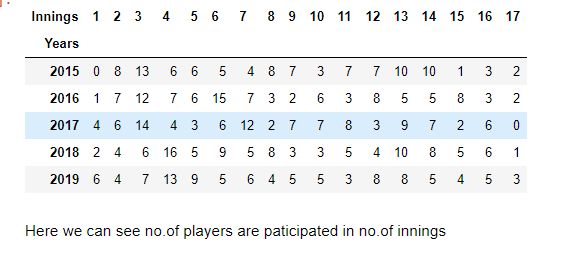 Innings 1 2 3 4 5 6 7 8 9 10 11 12 13 14 15 16 17
Years
2015 0 8 13 6 6 5 4 8 7 3 7 7 10 10 1 3 2
2016 1 7 12 7 6 15 7 3 2 6 3 8 5 5 8 3 2
2017 4 6 14 4 3 6 12 2 7 7 8 3 9 7 2 6 0
2018 2 4 6 16 5 9 5 8 3 3 5 4 10 8 5 6 1
2019 6 4 7 13 9 5 6 4 5 5 3 8 8 5 4 5 3
Here we can see no.of players are paticipated in no.of innings